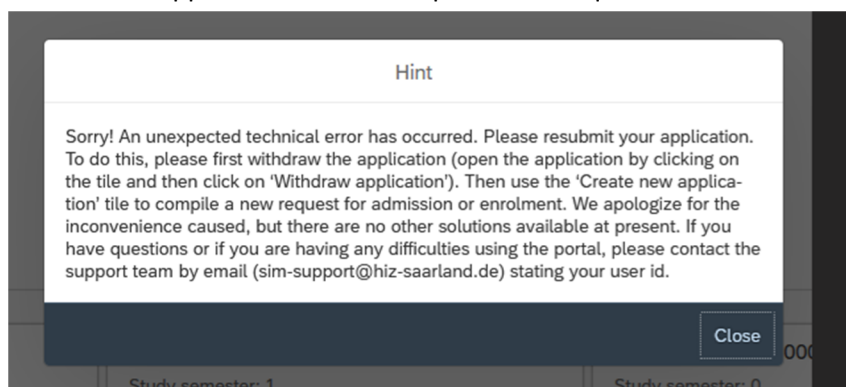 Hint
Sorry! An unexpected technical error has occurred. Please resubmit your application.
To do this, please first withdraw the application (open the application by clicking on
the tile and then click on ‘Withdraw application’). Then use the ‘Create new applica-
tion’ tile to compile a new request for admission or enrolment. We apologize for the
inconvenience caused, but there are no other solutions available at present. If you
have questions or if you are having any difficulties using the portal, please contact the
support team by email (sim-support@hiz-saarland.de) stating your user id.
Close
Study semester: 1
Study semester: 0